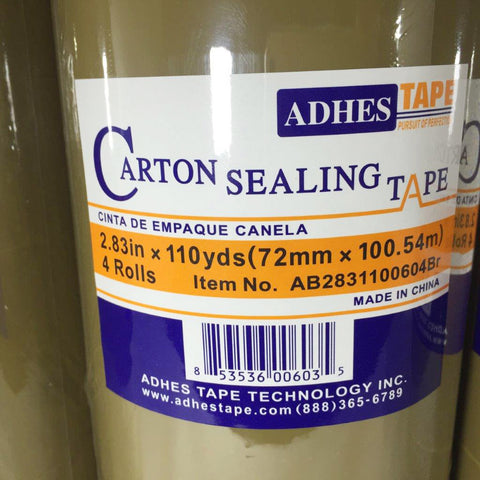 ADHES TAPE
PURSUIT OF PERFECTION
CARTON SEALING TAPE
CINTA DE EMPAQUE CANELA
2.83in × 110yds(72mm × 100.54m)
4 Rolls Item No. AB2831100604Br
MADE IN CHINA
8 53536 00603 5
ADHES TAPE TECHNOLOGY INC.
www.adhestape.com (888) 365-6789